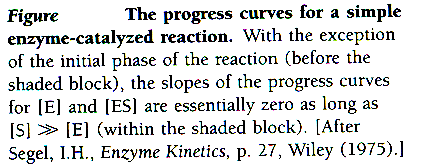 Figure The progress curves for a simple
enzyme-catalyzed reaction. With the exception
of the initial phase of the reaction (before the
shaded block), the slopes of the progress curves
for [E] and [ES] are essentially zero as long as
[S] ≫ [E] (within the shaded block). [After
Segel, I.H., Enzyme Kinetics, p. 27, Wiley (1975).]